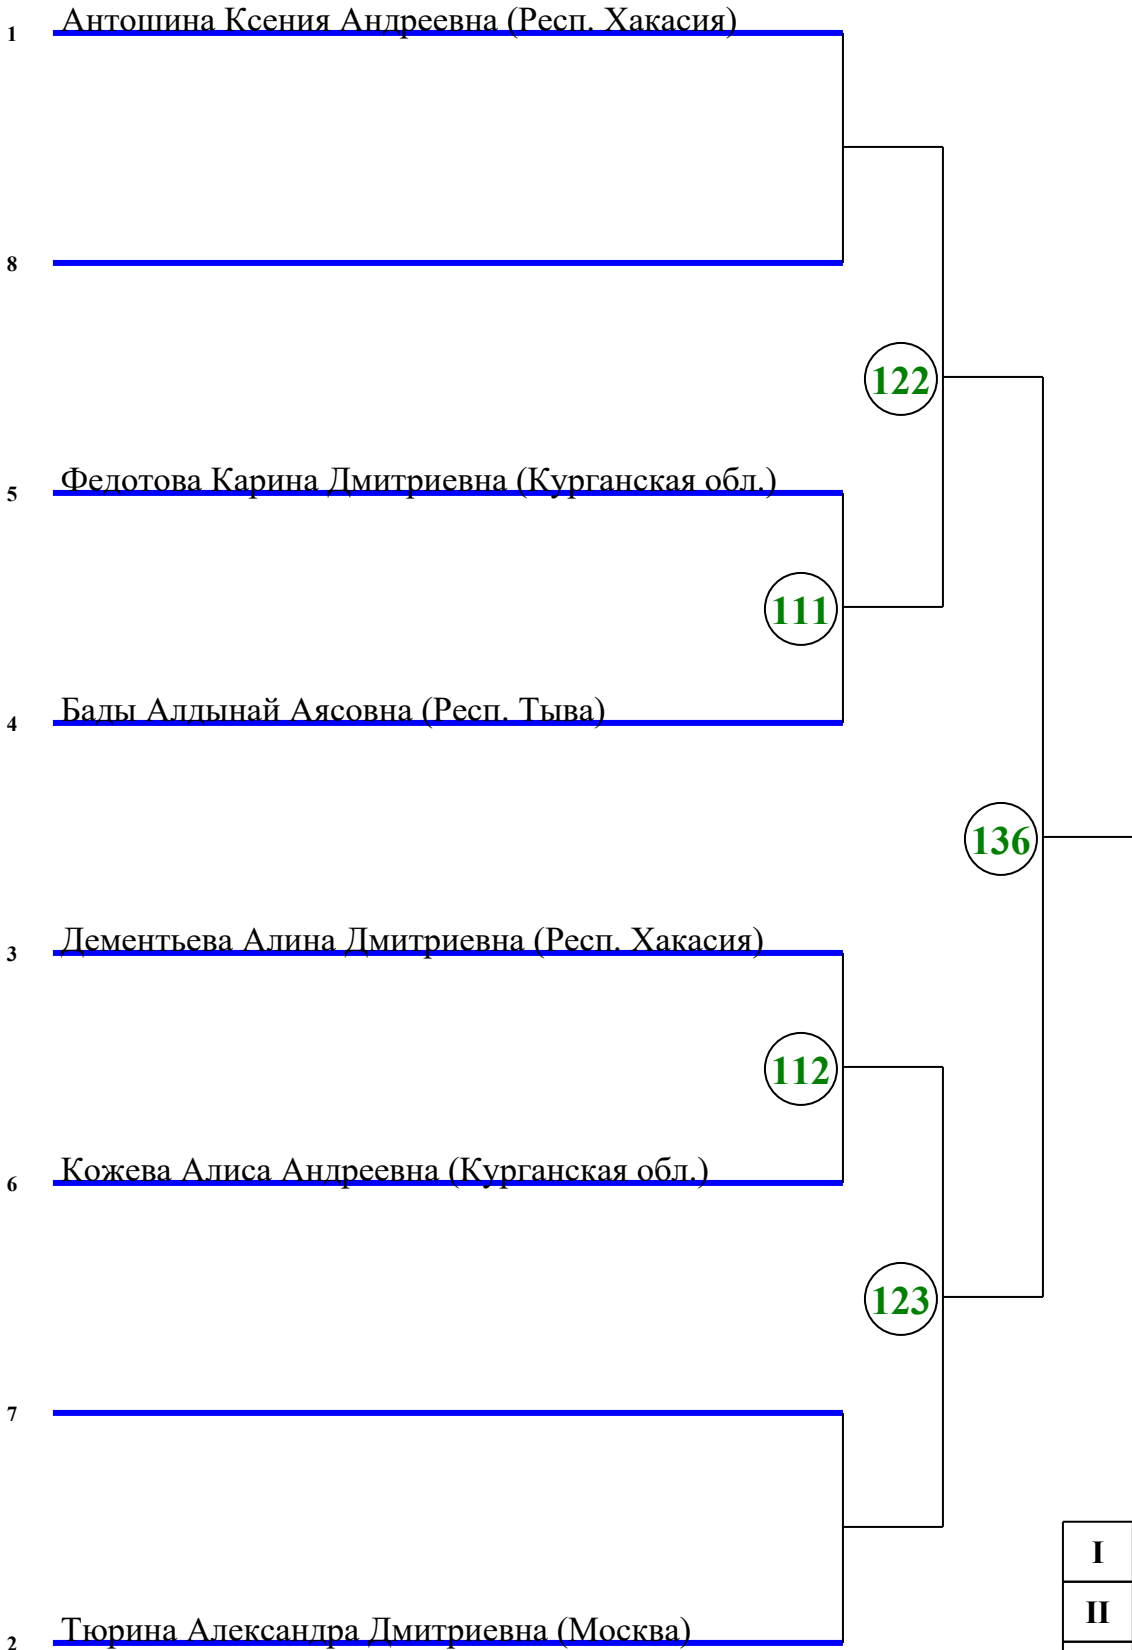 1 Антошина Ксения Андреевна (Респ. Хакасия)
8
122
5 Федотова Карина Дмитриевна (Курганская обл.)
111
4 Бады Алдынай Аясовна (Респ. Тыва)
136
3 Дементьева Алина Дмитриевна (Респ. Хакасия)
112
6 Кожева Алиса Андреевна (Курганская обл.)
123
7
I
II
2 Тюрина Александра Дмитриевна (Москва)